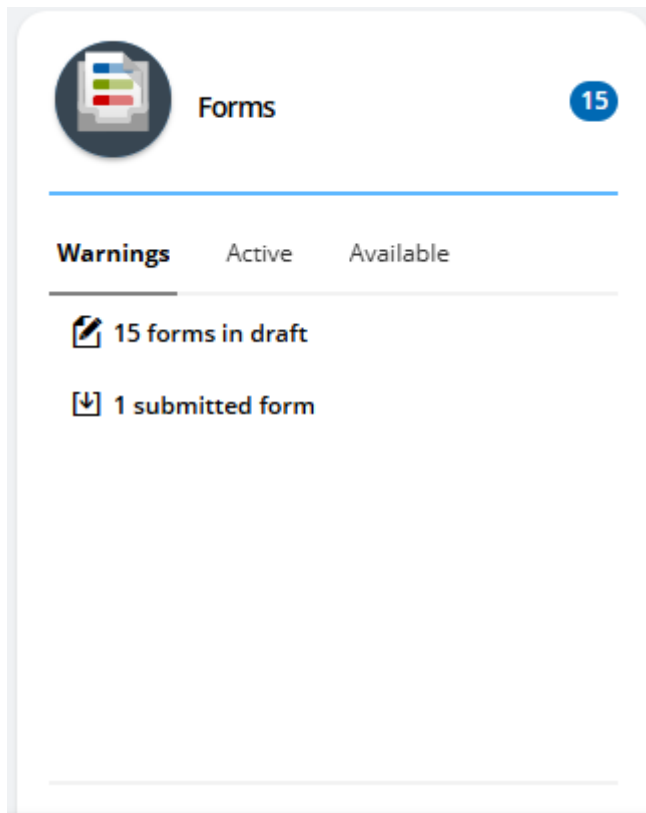 Forms
15
Warnings Active Available
15 forms in draft
1 submitted form